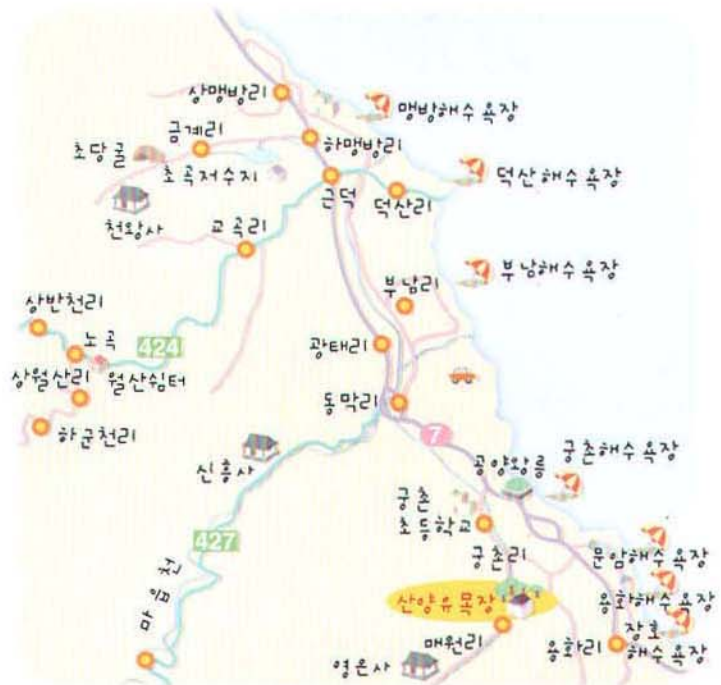 상맹방리
맹방해수욕장
금계리
하맹방리
초당굴
초곡저수지
근덕
덕산리
덕산해수욕장
천왕사
교곡리
부남해수욕장
부남리
상반천리
노곡
424
광태리
상월산리
월산쉼터
동막리
하군천리
7
신흥사
공양왕릉
궁촌해수욕장
궁촌
초등학교
427
궁촌리
문암해수욕장
마읍천
산양유목장
용화해수욕장
매원리
장호
해수욕장
용화리
영은사